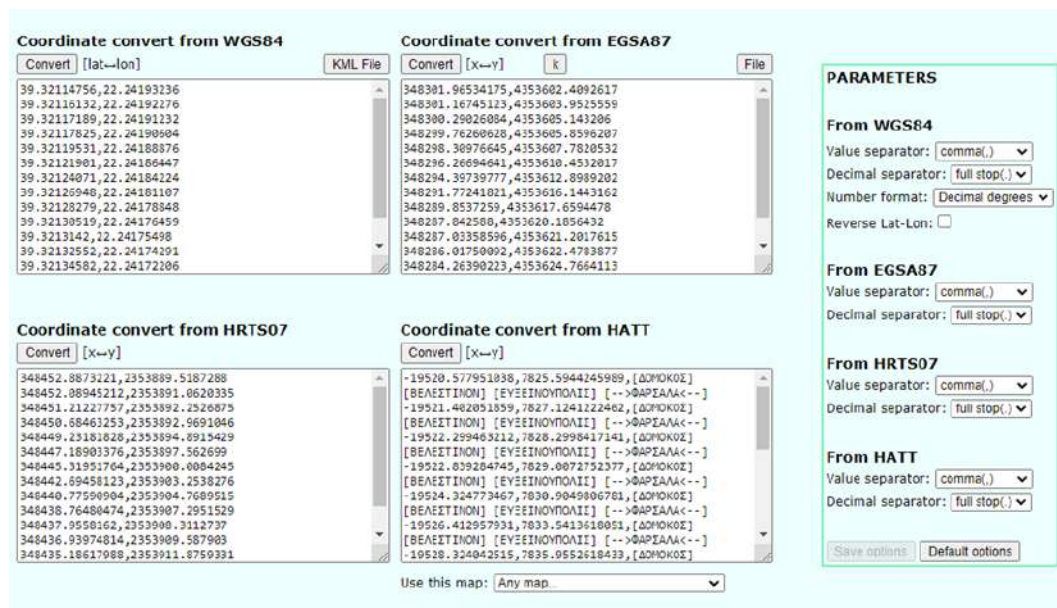 Coordinate convert from WGS84
Convert [lat↔lon] KML File
39.32114756,22.24193236
39.32116132,22.24192276
39.32117189,22.24191232
39.32117825,22.24190604
39.32119531,22.24188876
39.32121901,22.24186447
39.32124071,22.24184224
39.32126948,22.24181107
39.32128279,22.24178848
39.32130519,22.24176459
39.3213142,22.24175498
39.32132552,22.24174291
39.32134582,22.24172206
Coordinate convert from EGSA87
Convert [x↔y] k File
348301.96534175,4353602.4092617
348301.16745123,4353603.9525559
348300.29026084,4353605.143206
348299.76260628,4353605.8596207
348298.30976645,4353607.7820532
348296.26694641,4353610.4532017
348294.39739777,4353612.8989202
348291.77241821,4353616.1443162
348289.8537259,4353617.6594478
348287.842588,4353620.1856432
348287.03358596,4353621.2017615
348286.01750092,4353622.4783877
348284.26390223,4353624.7664113
Coordinate convert from HRTS07
Convert [x↔y]
348452.8873221,2353889.5187288
348452.08945212,2353891.0620335
348451.21227757,2353892.2526875
348450.68463253,2353892.9691046
348449.23181828,2353894.8915429
348447.18903376,2353897.562699
348445.31951764,2353900.0084245
348442.69458123,2353903.2538276
348440.77590904,2353904.7689515
348438.76480474,2353907.2951529
348437.9558162,2353908.3112737
348436.93974814,2353909.587903
348435.18617988,2353911.8759331
Coordinate convert from HATT
Convert [x↔y]
-19520.577951038,7825.5944245989,[ΔΟΜΟΚΟΣ]
[ΒΕΛΕΣΤΙΝΟΝ] [ΕΥΞΕΙΝΟΥΠΟΛΙΣ] [-->ΦΑΡΣΑΛΑ<--]
-19521.402051859,7827.1241222462,[ΔΟΜΟΚΟΣ]
[ΒΕΛΕΣΤΙΝΟΝ] [ΕΥΞΕΙΝΟΥΠΟΛΙΣ] [-->ΦΑΡΣΑΛΑ<--]
-19522.299463212,7828.2998417141,[ΔΟΜΟΚΟΣ]
[ΒΕΛΕΣΤΙΝΟΝ] [ΕΥΞΕΙΝΟΥΠΟΛΙΣ] [-->ΦΑΡΣΑΛΑ<--]
-19522.839284745,7829.0072752377,[ΔΟΜΟΚΟΣ]
[ΒΕΛΕΣΤΙΝΟΝ] [ΕΥΞΕΙΝΟΥΠΟΛΙΣ] [-->ΦΑΡΣΑΛΑ<--]
-19524.324773467,7830.9049806781,[ΔΟΜΟΚΟΣ]
[ΒΕΛΕΣΤΙΝΟΝ] [ΕΥΞΕΙΝΟΥΠΟΛΙΣ] [-->ΦΑΡΣΑΛΑ<--]
-19526.412957931,7833.5413618051,[ΔΟΜΟΚΟΣ]
[ΒΕΛΕΣΤΙΝΟΝ] [ΕΥΞΕΙΝΟΥΠΟΛΙΣ] [-->ΦΑΡΣΑΛΑ<--]
-19528.324042515,7835.9552618433,[ΔΟΜΟΚΟΣ]
Use this map: Any map...
PARAMETERS
From WGS84
Value separator: comma(,)
Decimal separator: full stop(.)
Number format: Decimal degrees
Reverse Lat-Lon:
From EGSA87
Value separator: comma(,)
Decimal separator: full stop(.)
From HRTS07
Value separator: comma(,)
Decimal separator: full stop(.)
From HATT
Value separator: comma(,)
Decimal separator: full stop(.)
Save options Default options